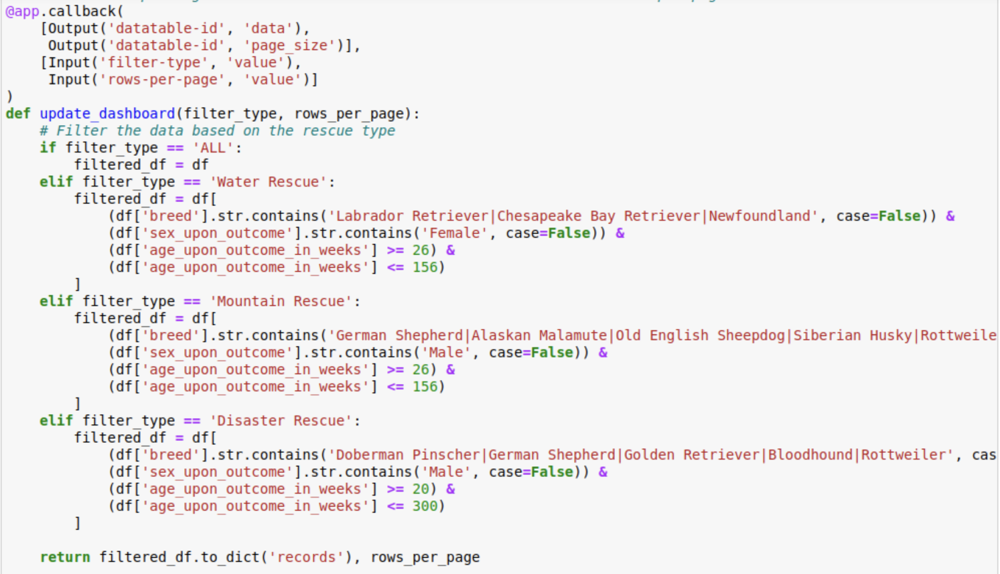 @app.callback(
    [Output('datatable-id', 'data'),
     Output('datatable-id', 'page_size')],
    [Input('filter-type', 'value'),
     Input('rows-per-page', 'value')]
)
def update_dashboard(filter_type, rows_per_page):
    # Filter the data based on the rescue type
    if filter_type == 'ALL':
        filtered_df = df
    elif filter_type == 'Water Rescue':
        filtered_df = df[
            (df['breed'].str.contains('Labrador Retriever|Chesapeake Bay Retriever|Newfoundland', case=False)) &
            (df['sex_upon_outcome'].str.contains('Female', case=False)) &
            (df['age_upon_outcome_in_weeks'] >= 26) &
            (df['age_upon_outcome_in_weeks'] <= 156)
        ]
    elif filter_type == 'Mountain Rescue':
        filtered_df = df[
            (df['breed'].str.contains('German Shepherd|Alaskan Malamute|Old English Sheepdog|Siberian Husky|Rottweile
            (df['sex_upon_outcome'].str.contains('Male', case=False)) &
            (df['age_upon_outcome_in_weeks'] >= 26) &
            (df['age_upon_outcome_in_weeks'] <= 156)
        ]
    elif filter_type == 'Disaster Rescue':
        filtered_df = df[
            (df['breed'].str.contains('Doberman Pinscher|German Shepherd|Golden Retriever|Bloodhound|Rottweiler', cas
            (df['sex_upon_outcome'].str.contains('Male', case=False)) &
            (df['age_upon_outcome_in_weeks'] >= 20) &
            (df['age_upon_outcome_in_weeks'] <= 300)
        ]

    return filtered_df.to_dict('records'), rows_per_page